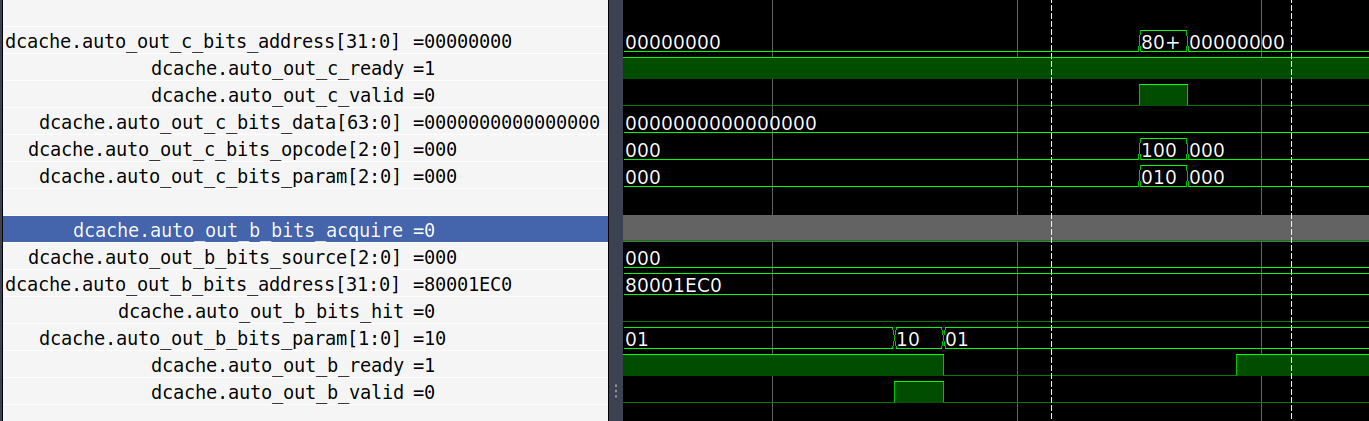 dcache.auto_out_c_bits_address[31:0] =00000000 00000000 80+ 00000000
dcache.auto_out_c_ready =1
dcache.auto_out_c_valid =0
dcache.auto_out_c_bits_data[63:0] =0000000000000000 0000000000000000
dcache.auto_out_c_bits_opcode[2:0] =000 000 100 000
dcache.auto_out_c_bits_param[2:0] =000 000 010 000
dcache.auto_out_b_bits_acquire =0
dcache.auto_out_b_bits_source[2:0] =000 000
dcache.auto_out_b_bits_address[31:0] =80001EC0 80001EC0
dcache.auto_out_b_bits_hit =0
dcache.auto_out_b_bits_param[1:0] =10 01 10 01
dcache.auto_out_b_ready =1
dcache.auto_out_b_valid =0